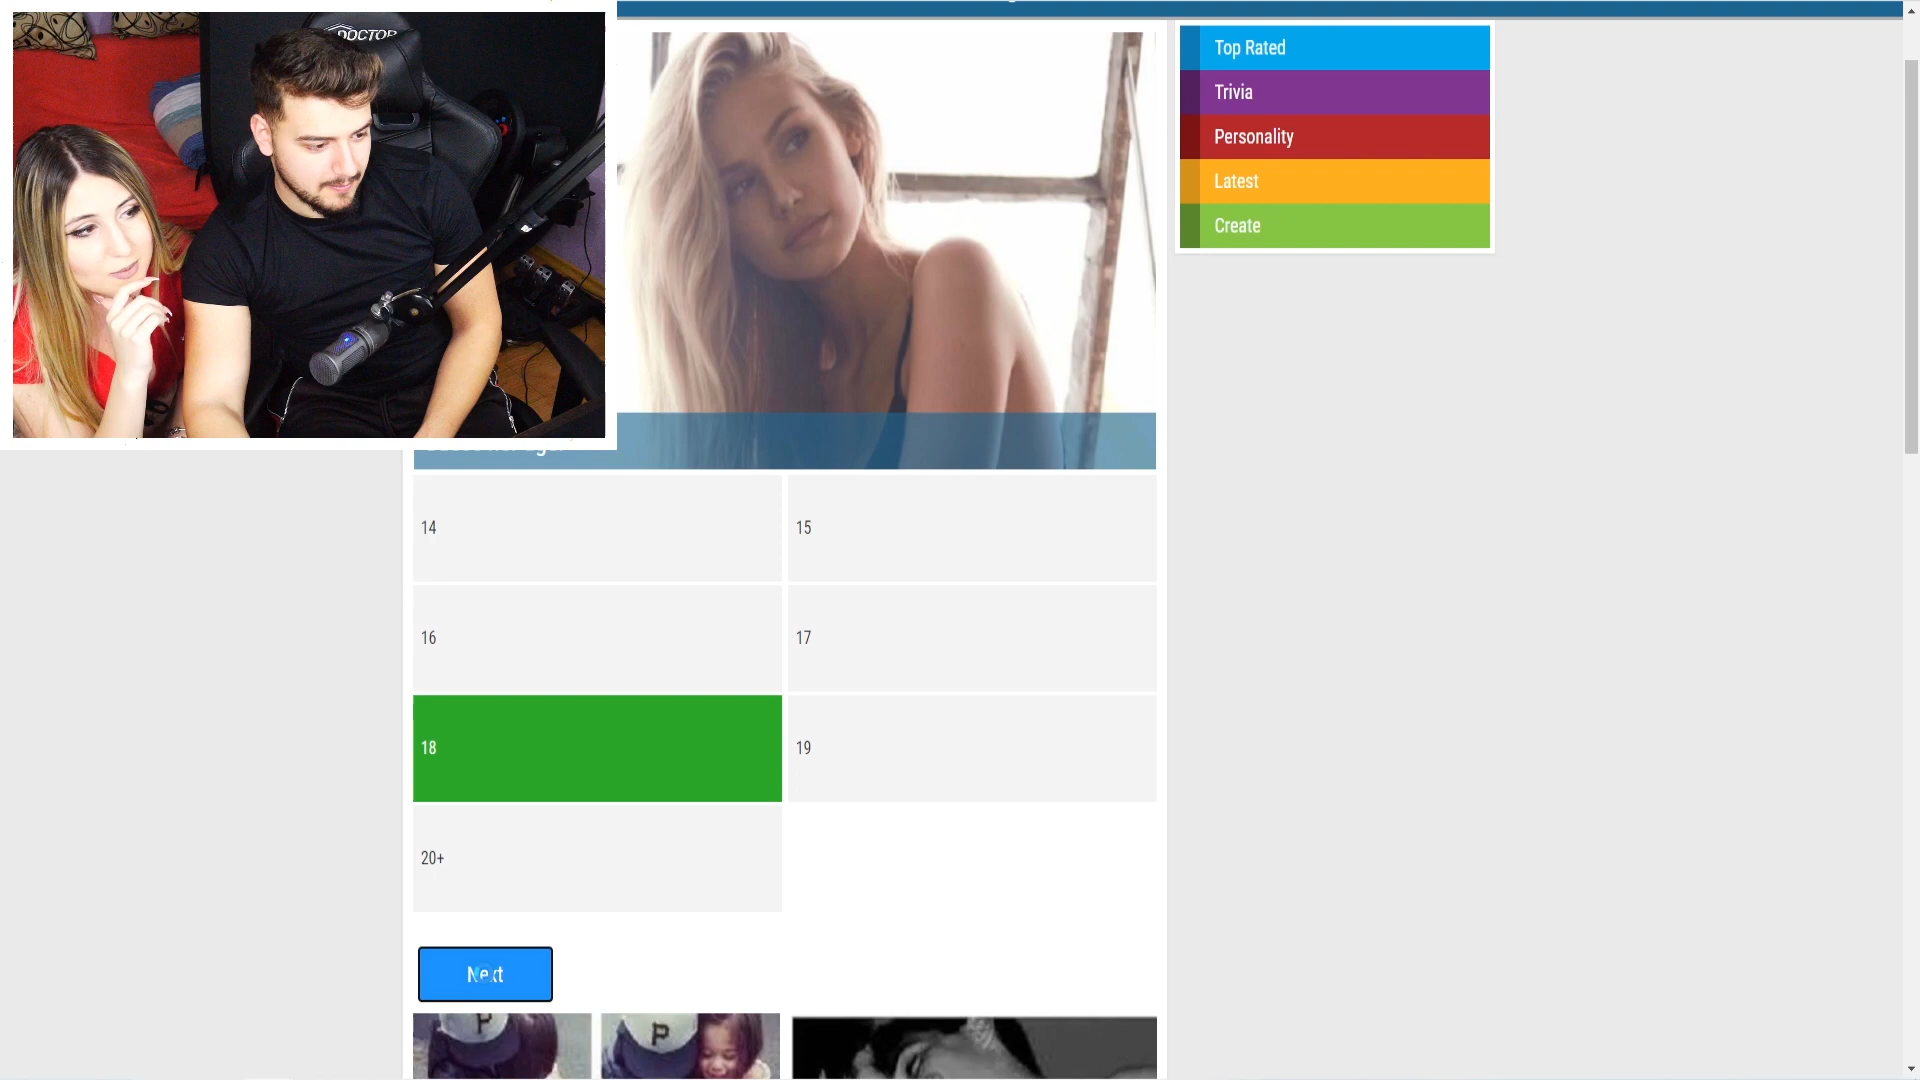 DOCTOR
Top Rated
Trivia
Personality
Latest
Create
14
15
16
17
18
19
20+
Next
P
P